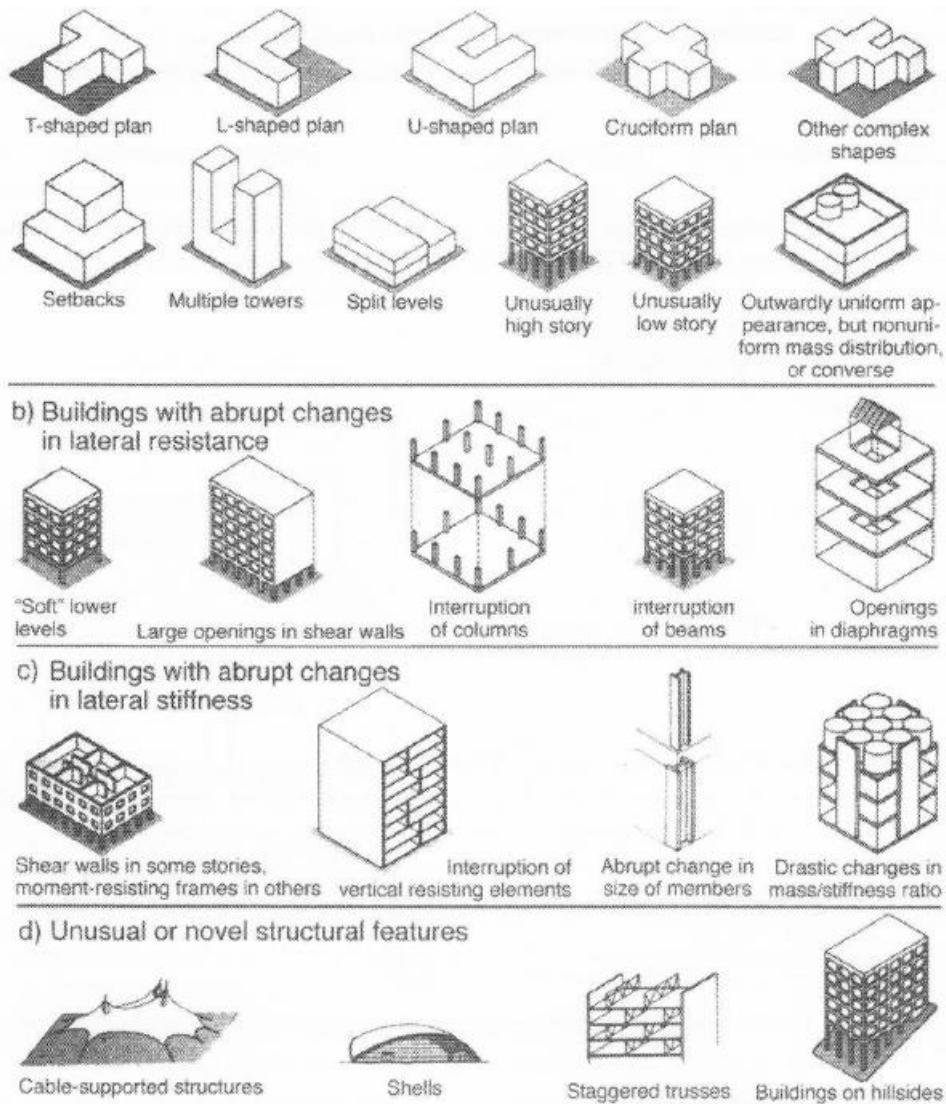 T-shaped plan
L-shaped plan
U-shaped plan
Cruciform plan
Other complex
shapes
Setbacks
Multiple towers
Split levels
Unusually
high story
Unusually
low story
Outwardly uniform ap-
pearance, but nonuni-
form mass distribution,
or converse
b) Buildings with abrupt changes
in lateral resistance
"Soft" lower
levels
Large openings in shear walls
Interruption
of columns
interruption
of beams
Openings
in diaphragms
c) Buildings with abrupt changes
in lateral stiffness
Shear walls in some stories,
moment-resisting frames in others
Interruption of
vertical resisting elements
Abrupt change in
size of members
Drastic changes in
mass/stiffness ratio
d) Unusual or novel structural features
Cable-supported structures
Shells
Staggered trusses
Buildings on hillsides